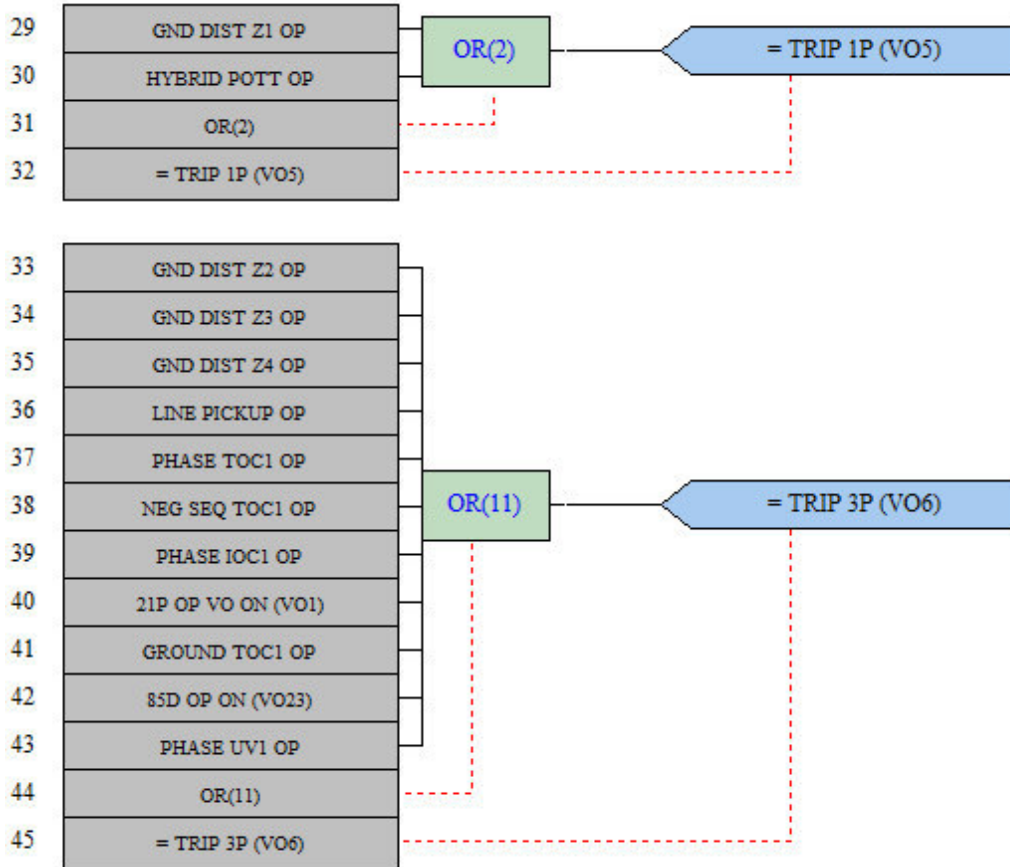 29 GND DIST Z1 OP OR(2) = TRIP 1P (VO5)
30 HYBRID POTT OP
31 OR(2)
32 = TRIP 1P (VO5)
33 GND DIST Z2 OP
34 GND DIST Z3 OP
35 GND DIST Z4 OP
36 LINE PICKUP OP
37 PHASE TOC1 OP
38 NEG SEQ TOC1 OP OR(11) = TRIP 3P (VO6)
39 PHASE IOC1 OP
40 21P OP VO ON (VO1)
41 GROUND TOC1 OP
42 85D OP ON (VO23)
43 PHASE UV1 OP
44 OR(11)
45 = TRIP 3P (VO6)